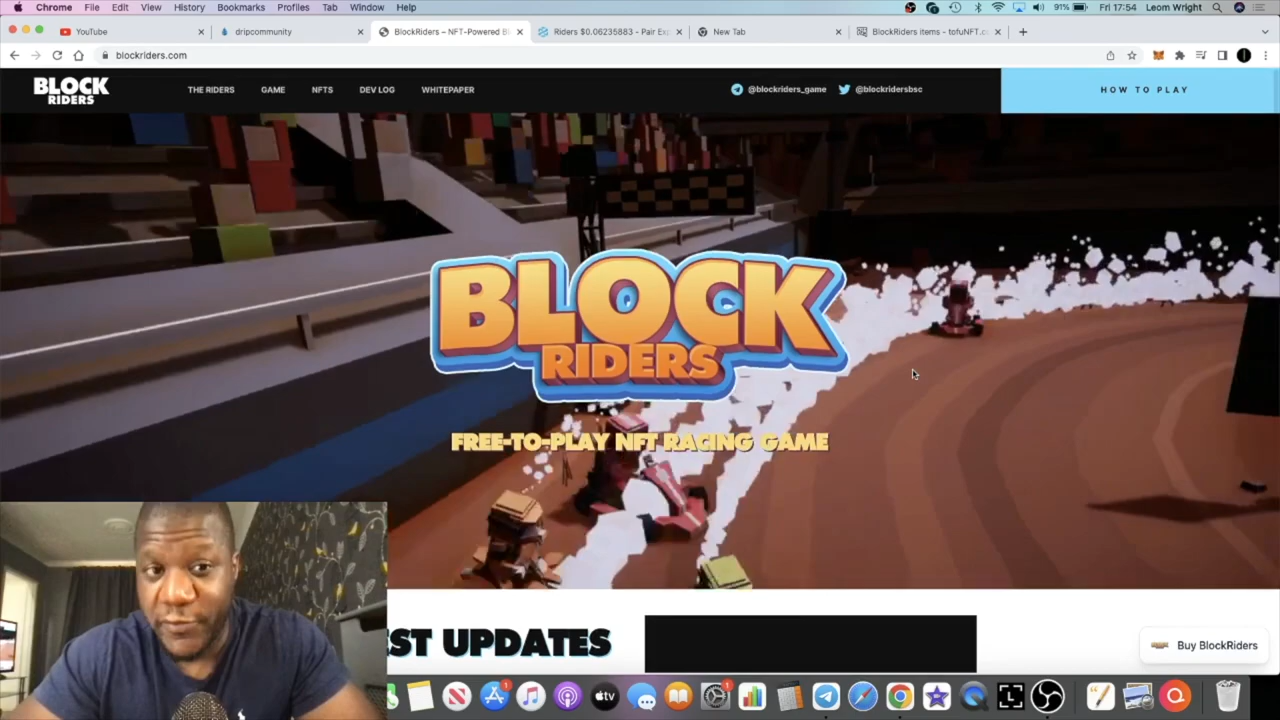 Chrome File Edit View History Bookmarks Profiles Tab Window Help 91% Fri 17:54 Leom Wright
YouTube dripcommunity BlockRiders – NFT-Powered Bl Riders $0.06235883 - Pair Ex New Tab BlockRiders items - tofuNFT.c
blockriders.com
BLOCK
RIDERS
THE RIDERS GAME NFTS DEV LOG WHITEPAPER @blockriders_game @blockridersbsc HOW TO PLAY
BLOCK
RIDERS
FREE-TO-PLAY NFT RACING GAME
EST UPDATES
Buy BlockRiders
1
tv
1
L